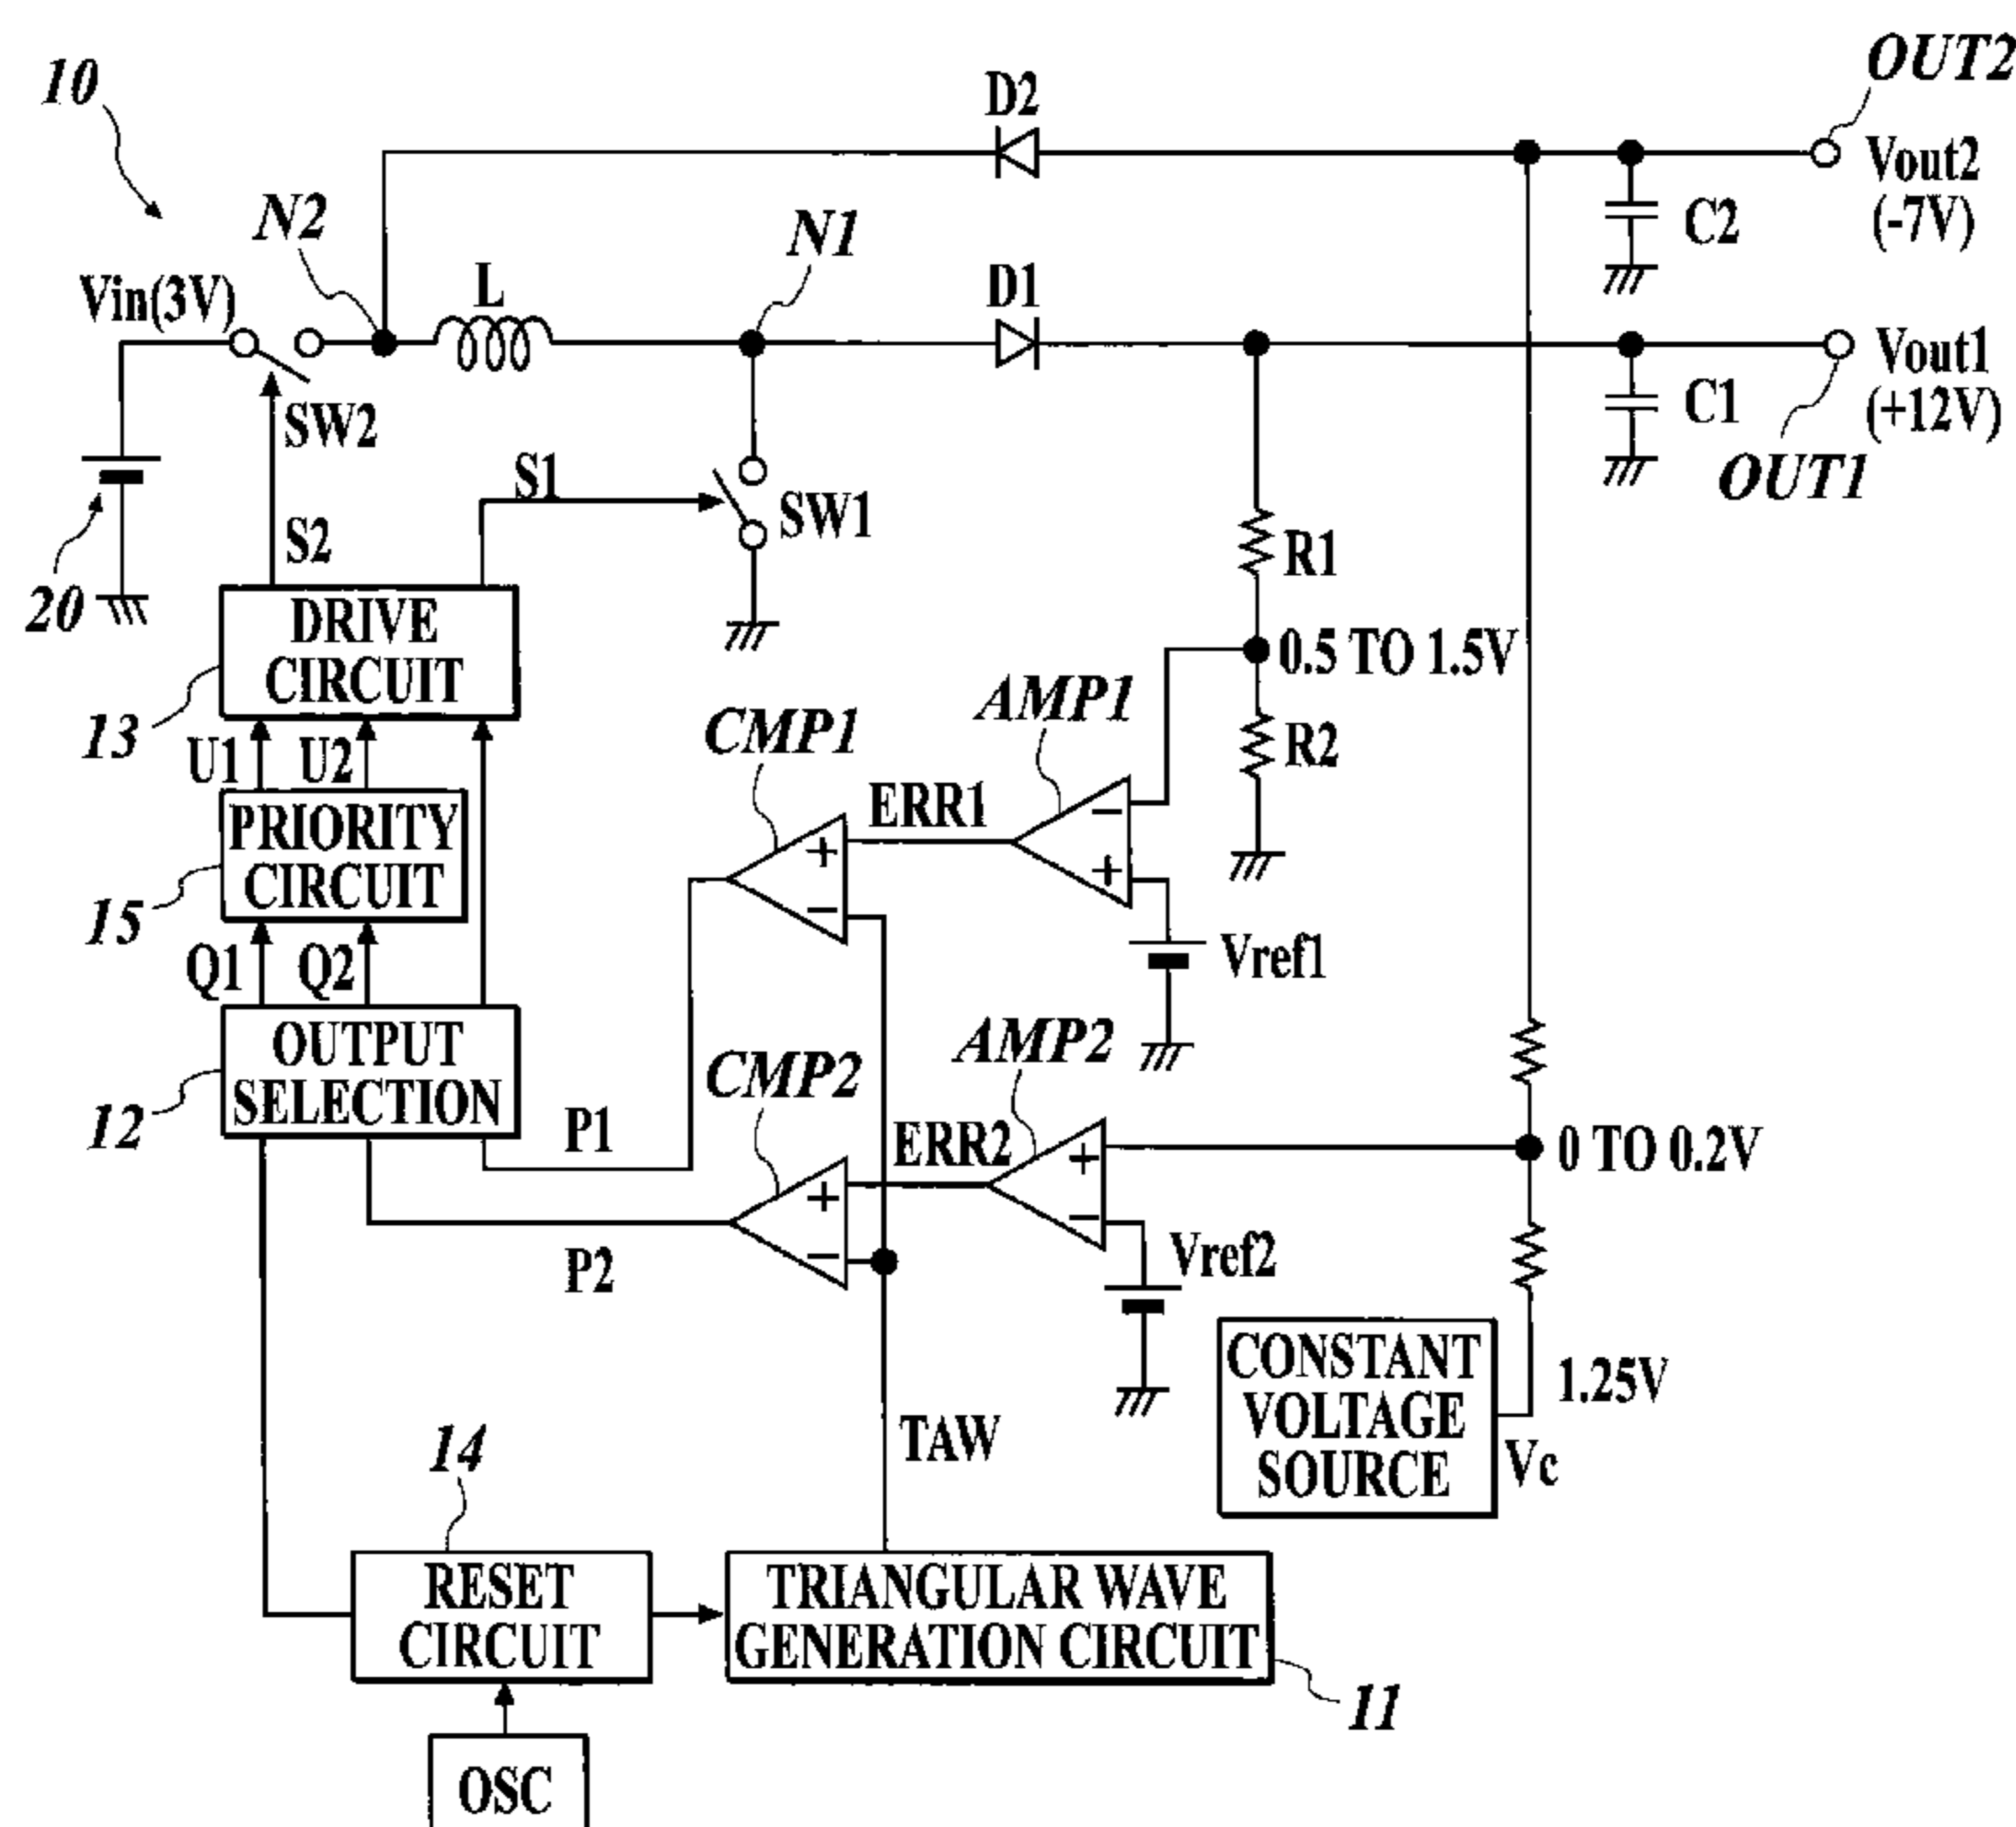 10
D2
OUT2
Vout2
(-7V)
C2
N2
N1
Vin(3V)
L
D1
Vout1
(+12V)
C1
OUT1
SW2
S1
SW1
S2
20
R1
DRIVE
CIRCUIT
13
0.5 TO 1.5V
U1
U2
CMP1
AMP1
R2
ERR1
PRIORITY
CIRCUIT
+
-
-
+
15
Vref1
Q1
Q2
OUTPUT
SELECTION
12
CMP2
AMP2
P1
ERR2
0 TO 0.2V
+
-
+
-
P2
Vref2
CONSTANT
VOLTAGE
SOURCE
1.25V
Vc
TAW
14
RESET
CIRCUIT
TRIANGULAR WAVE
GENERATION CIRCUIT
11
OSC